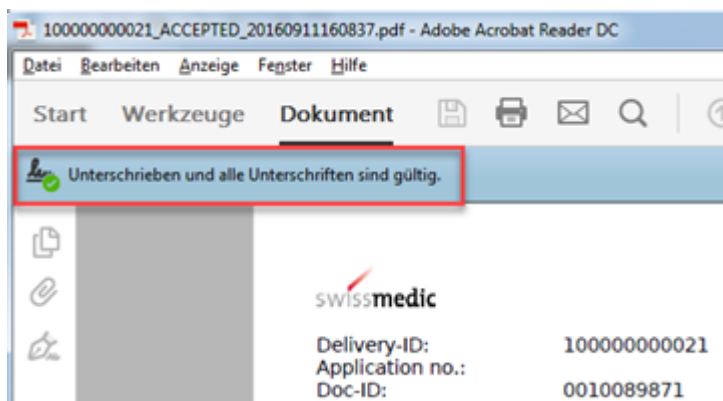 100000000021_ACCEPTED_20160911160837.pdf - Adobe Acrobat Reader DC
Datei Bearbeiten Anzeige Fenster Hilfe
Start Werkzeuge Dokument
Unterschrieben und alle Unterschriften sind gültig.
swissmedic
Delivery-ID: 100000000021
Application no.:
Doc-ID: 0010089871